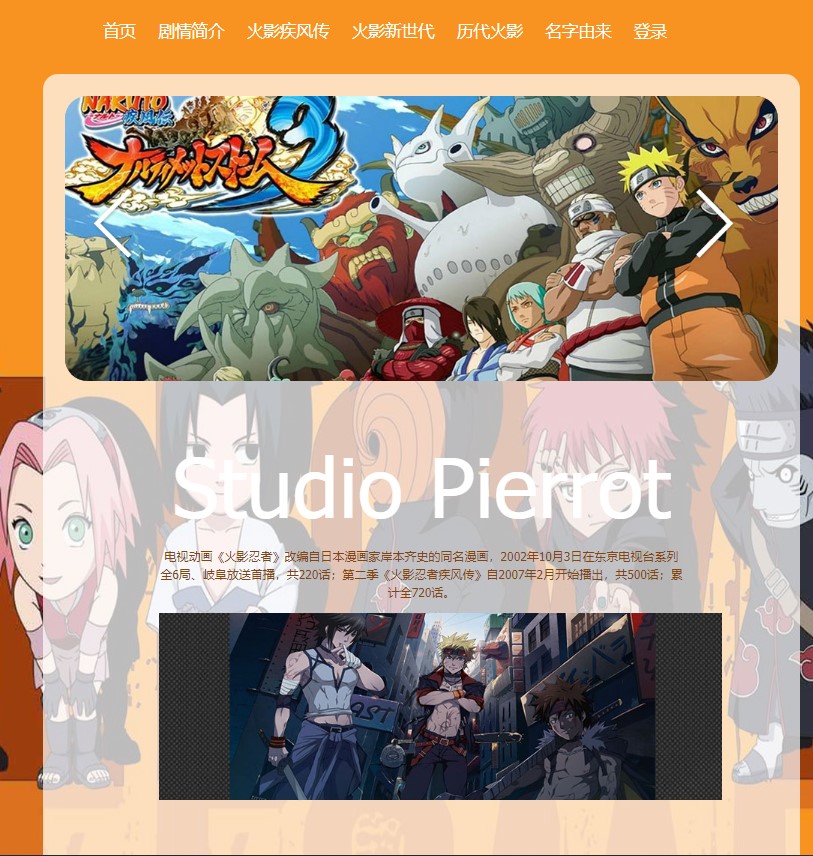 首页 剧情简介 火影疾风传 火影新世代 历代火影 名字由来 登录
NARUTO
ナルト 疾風伝
ナルティメットストーム3
Studio Pierrot
电视动画《火影忍者》改编自日本漫画家岸本齐史的同名漫画，2002年10月3日在东京电视台系列
全6局、岐阜放送首播，共220话；第二季《火影忍者疾风传》自2007年2月开始播出，共500话；累
计全720话。